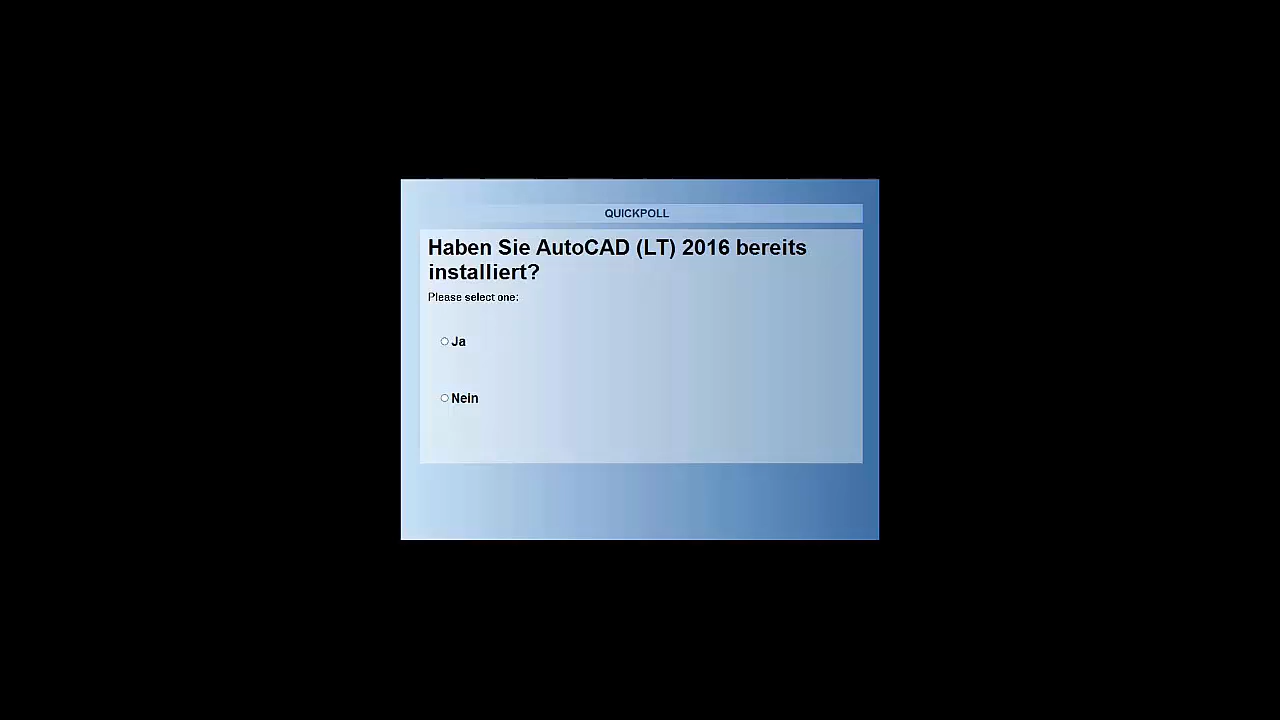 QUICKPOLL
Haben Sie AutoCAD (LT) 2016 bereits
installiert?
Please select one:
Ja
Nein